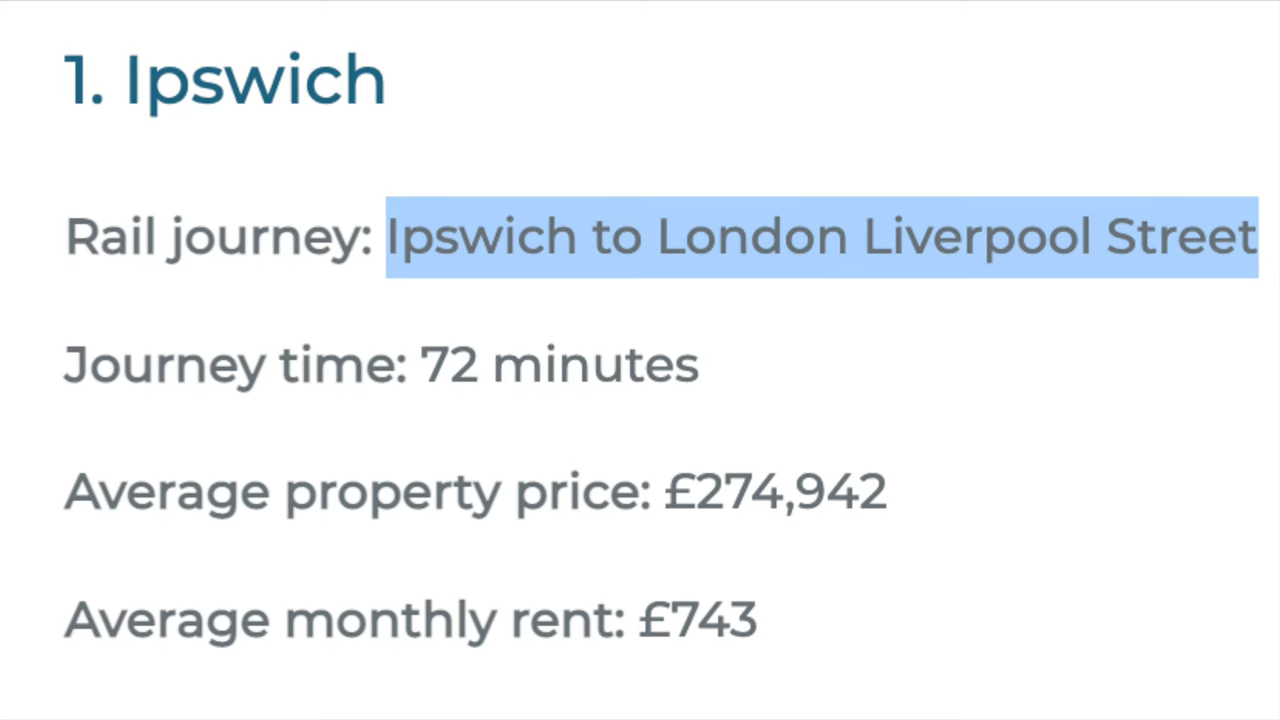 1. Ipswich
Rail journey: Ipswich to London Liverpool Street
Journey time: 72 minutes
Average property price: £274,942
Average monthly rent: £743